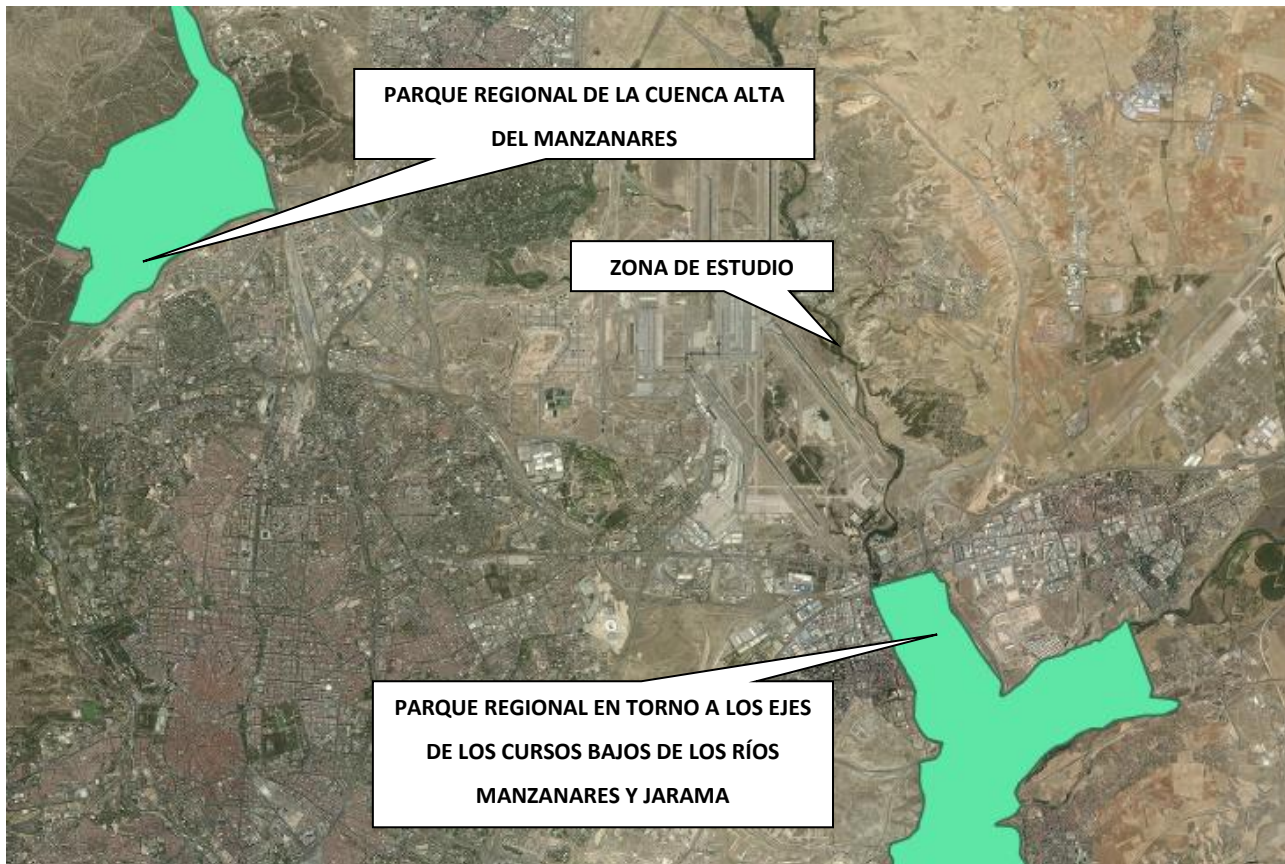 PARQUE REGIONAL DE LA CUENCA ALTA
DEL MANZANARES
ZONA DE ESTUDIO
PARQUE REGIONAL EN TORNO A LOS EJES
DE LOS CURSOS BAJOS DE LOS RÍOS
MANZANARES Y JARAMA